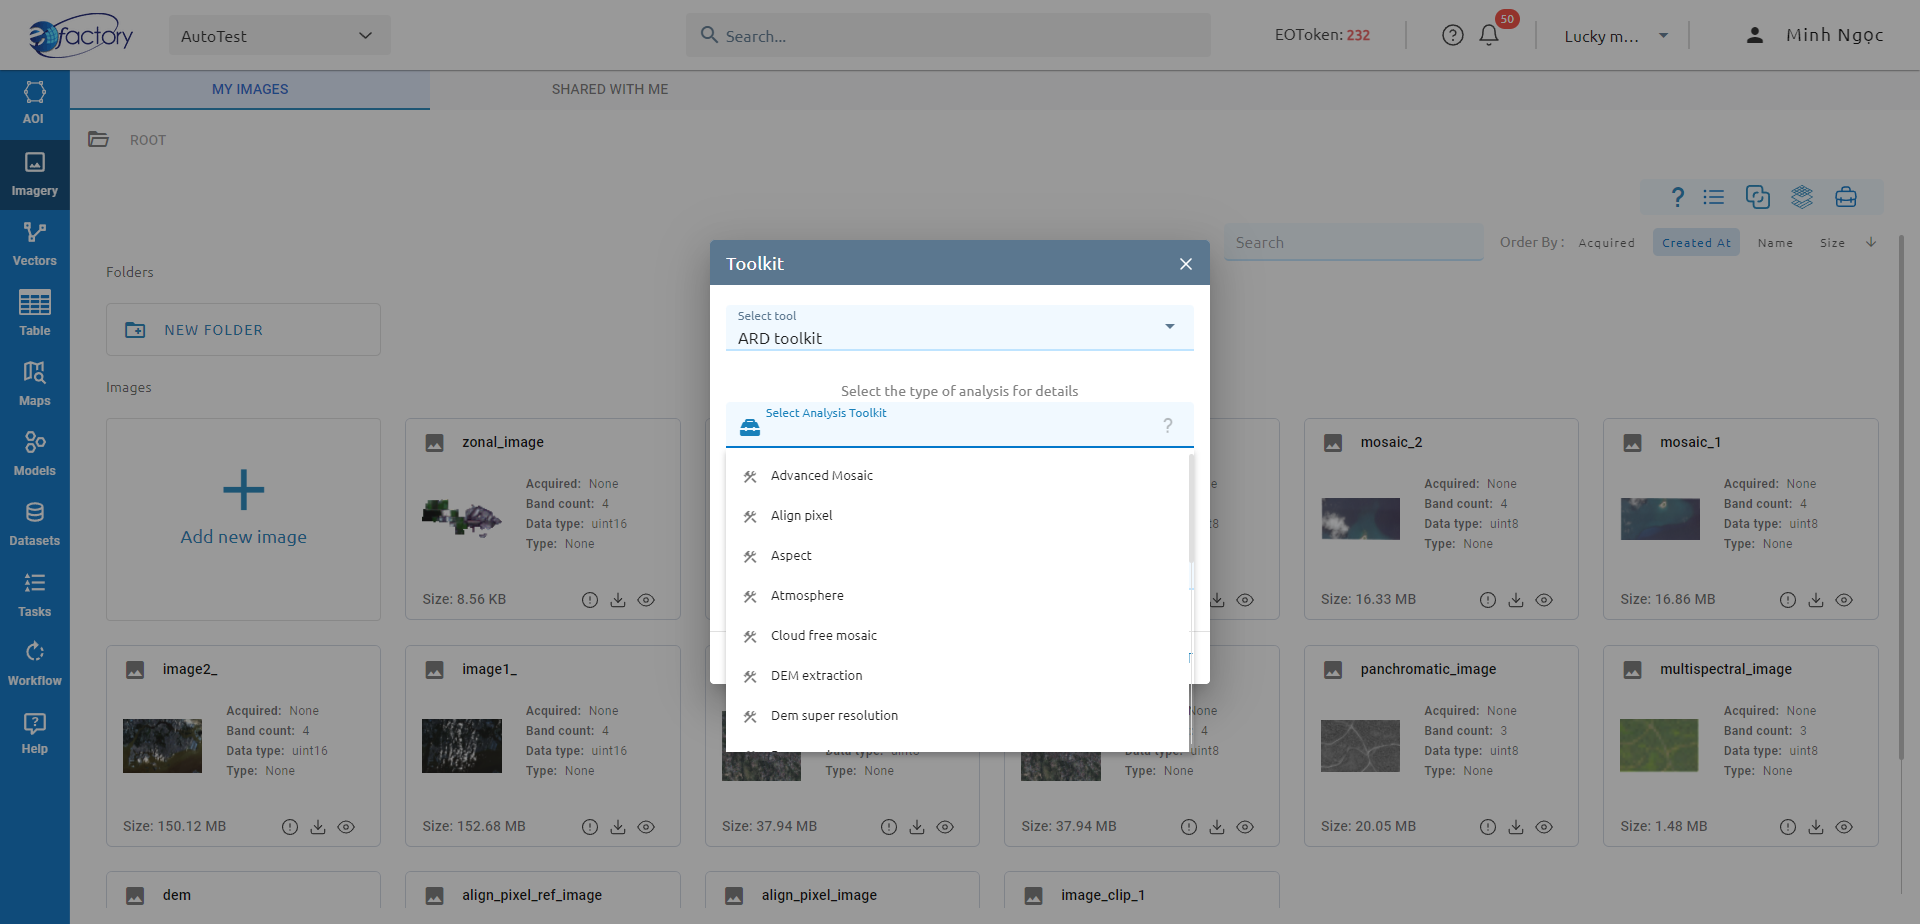 eofactory
AutoTest
Search...
EOToken: 232
50
Lucky m...
Minh Ngọc
AOI
Imagery
Vectors
Table
Maps
Models
Datasets
Tasks
Workflow
Help
MY IMAGES
SHARED WITH ME
ROOT
Search
Order By :
Acquired
Created At
Name
Size
Folders
NEW FOLDER
Images
Add new image
zonal_image
Acquired: None
Band count: 4
Data type: uint16
Type: None
Size: 8.56 KB
mosaic_2
Acquired: None
Band count: 4
Data type: uint8
Type: None
Size: 16.33 MB
mosaic_1
Acquired: None
Band count: 4
Data type: uint8
Type: None
Size: 16.86 MB
image2_
Acquired: None
Band count: 4
Data type: uint16
Type: None
Size: 150.12 MB
image1_
Acquired: None
Band count: 4
Data type: uint16
Type: None
Size: 152.68 MB
Type: None
Size: 37.94 MB
None
4
Type: None
Size: 37.94 MB
panchromatic_image
Acquired: None
Band count: 3
Data type: uint8
Type: None
Size: 20.05 MB
multispectral_image
Acquired: None
Band count: 3
Data type: uint8
Type: None
Size: 1.48 MB
dem
align_pixel_ref_image
align_pixel_image
image_clip_1
Toolkit
Select tool
ARD toolkit
Select the type of analysis for details
Select Analysis Toolkit
?
Advanced Mosaic
Align pixel
Aspect
Atmosphere
Cloud free mosaic
DEM extraction
Dem super resolution